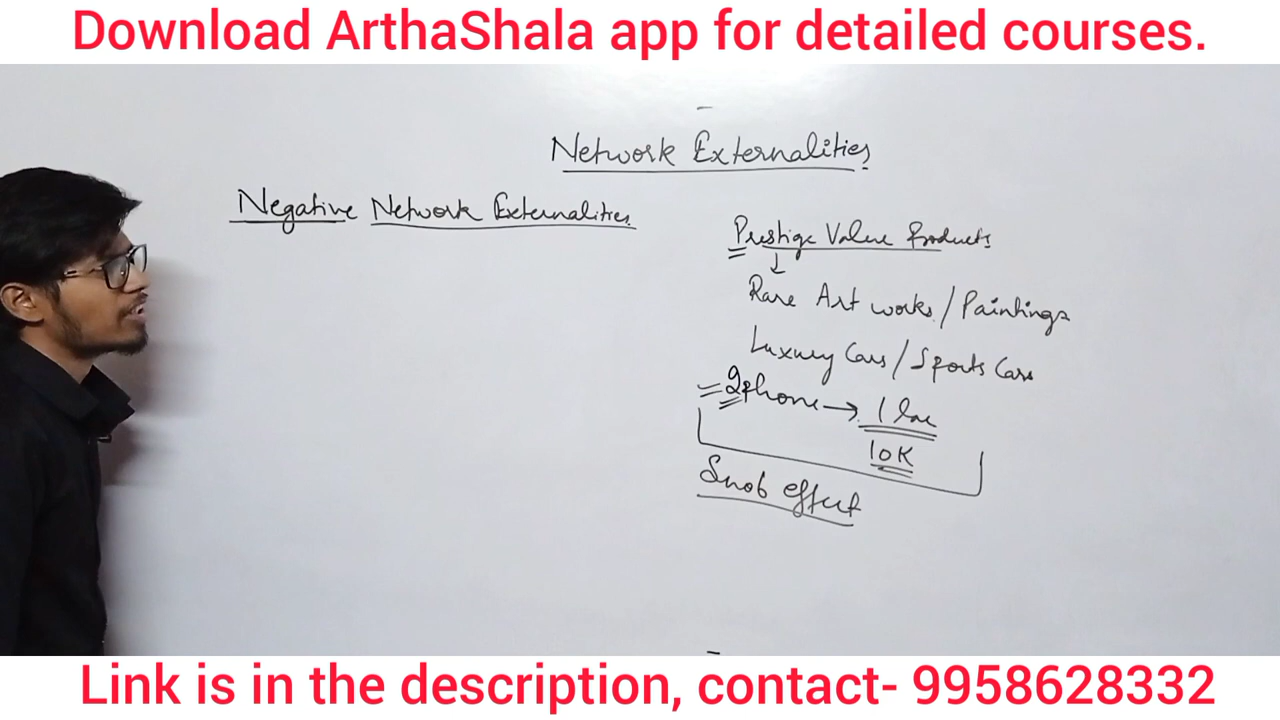 Download ArthaShala app for detailed courses.
Network Externalities
Negative Network Externalities
Prestige Value Products
Rare Art works/Paintings
Luxury Cars/Sports Cars
Iphone → 1 lac
10K
Snob effect
Link is in the description, contact- 9958628332